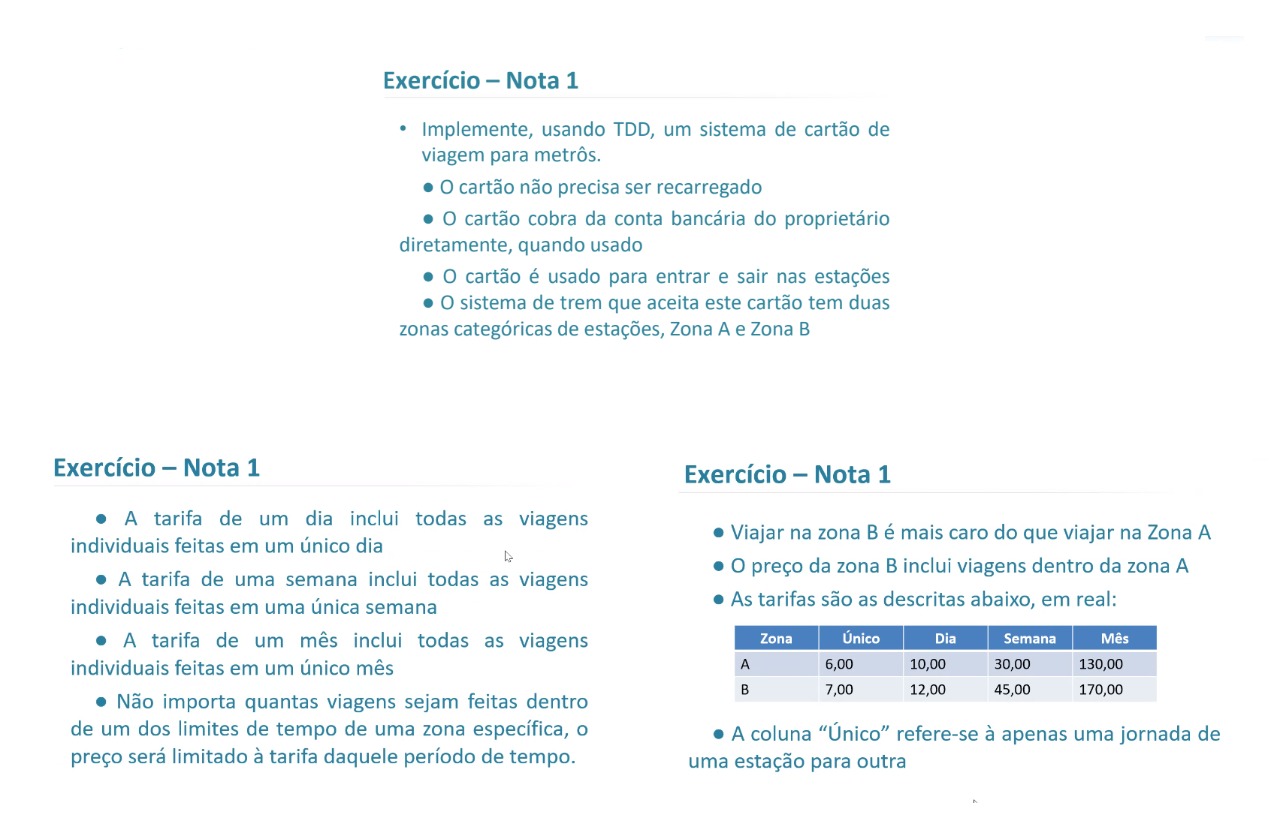 Exercício – Nota 1
• Implemente, usando TDD, um sistema de cartão de
viagem para metrôs.
● O cartão não precisa ser recarregado
● O cartão cobra da conta bancária do proprietário
diretamente, quando usado
● O cartão é usado para entrar e sair nas estações
● O sistema de trem que aceita este cartão tem duas
zonas categóricas de estações, Zona A e Zona B
Exercício – Nota 1
● A tarifa de um dia inclui todas as viagens
individuais feitas em um único dia
● A tarifa de uma semana inclui todas as viagens
individuais feitas em uma única semana
● A tarifa de um mês inclui todas as viagens
individuais feitas em um único mês
● Não importa quantas viagens sejam feitas dentro
de um dos limites de tempo de uma zona específica, o
preço será limitado à tarifa daquele período de tempo.
Exercício – Nota 1
● Viajar na zona B é mais caro do que viajar na Zona A
● O preço da zona B inclui viagens dentro da zona A
● As tarifas são as descritas abaixo, em real:
Zona Único Dia Semana Mês
A 6,00 10,00 30,00 130,00
B 7,00 12,00 45,00 170,00
● A coluna “Único” refere-se à apenas uma jornada de
uma estação para outra